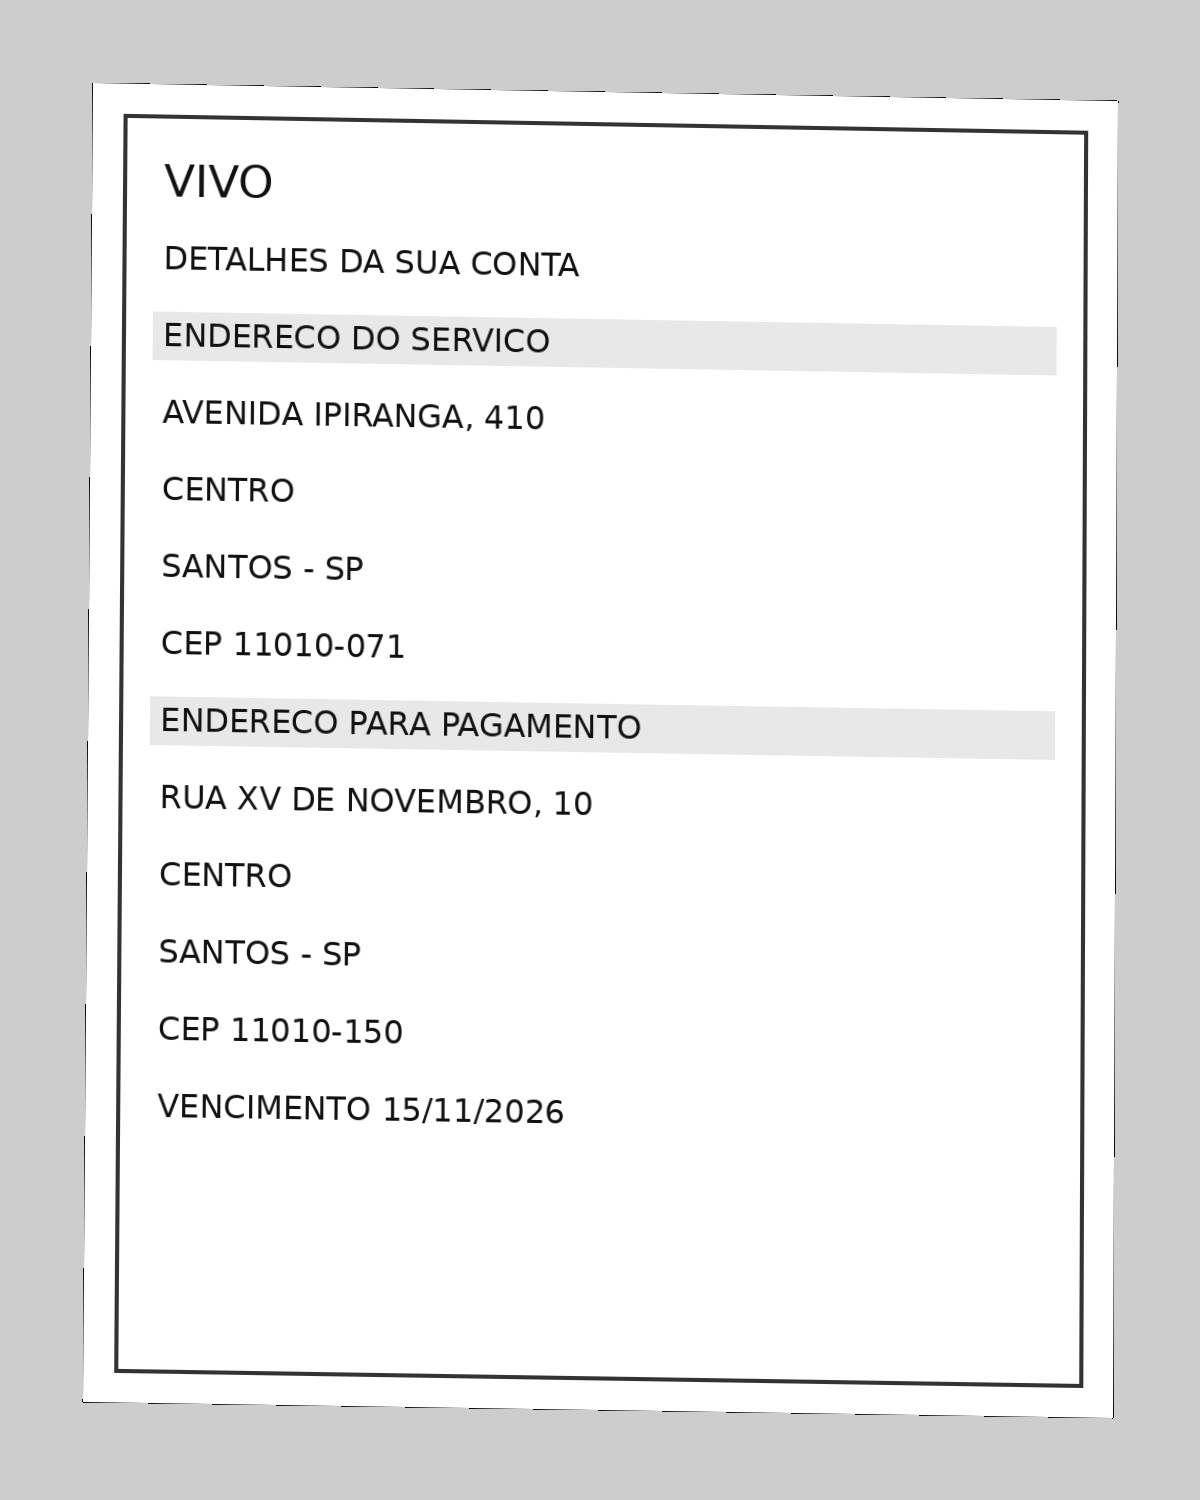 VIVO
DETALHES DA SUA CONTA
ENDERECO DO SERVICO
AVENIDA IPIRANGA, 410
CENTRO
SANTOS - SP
CEP 11010-071
ENDERECO PARA PAGAMENTO
RUA XV DE NOVEMBRO, 10
CENTRO
SANTOS - SP
CEP 11010-150
VENCIMENTO 15/11/2026